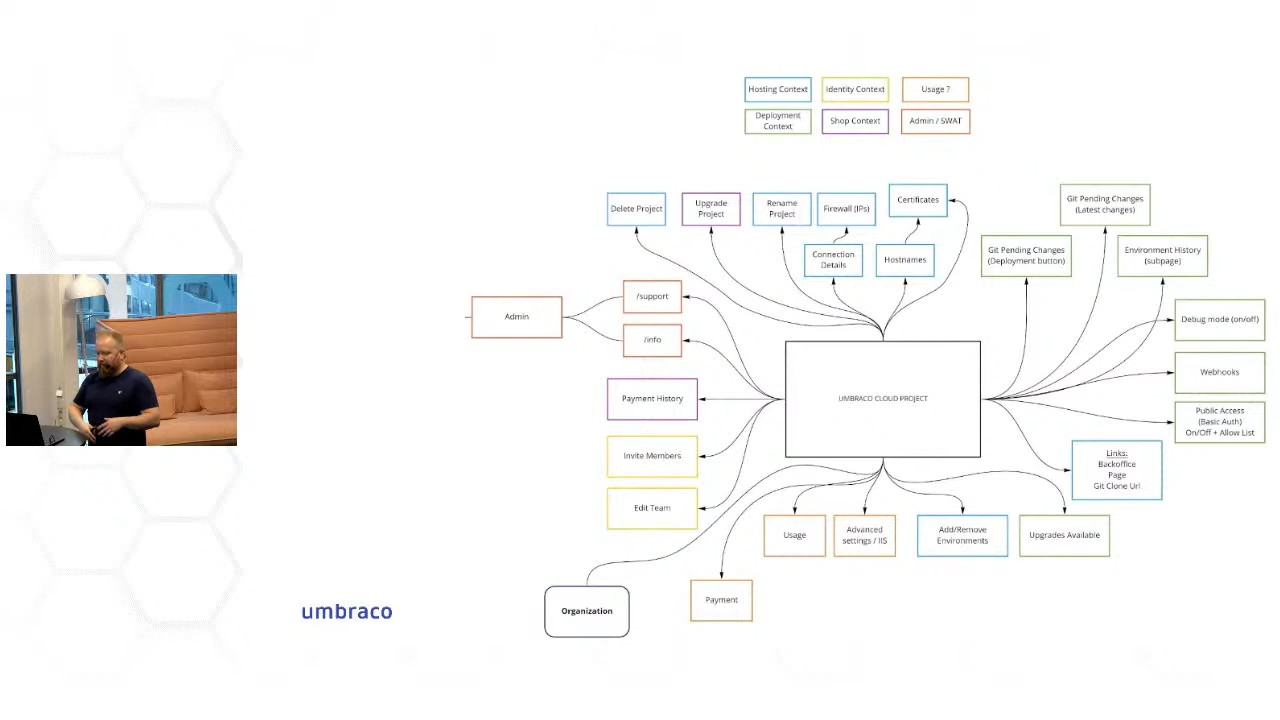 Hosting Context
Identity Context
Usage ?
Deployment
Context
Shop Context
Admin / SWAT
Delete Project
Upgrade
Project
Rename
Project
Firewall (IPs)
Certificates
Git Pending Changes
(Latest changes)
Connection
Details
Hostnames
Git Pending Changes
(Deployment button)
Environment History
(subpage)
/support
Admin
/info
Debug mode (on/off)
Webhooks
Payment History
UMBRACO CLOUD PROJECT
Public Access
(Basic Auth)
On/Off + Allow List
Invite Members
Links:
Backoffice
Page
Git Clone Url
Edit Team
Usage
Advanced
settings / IIS
Add/Remove
Environments
Upgrades Available
Payment
Organization
umbraco